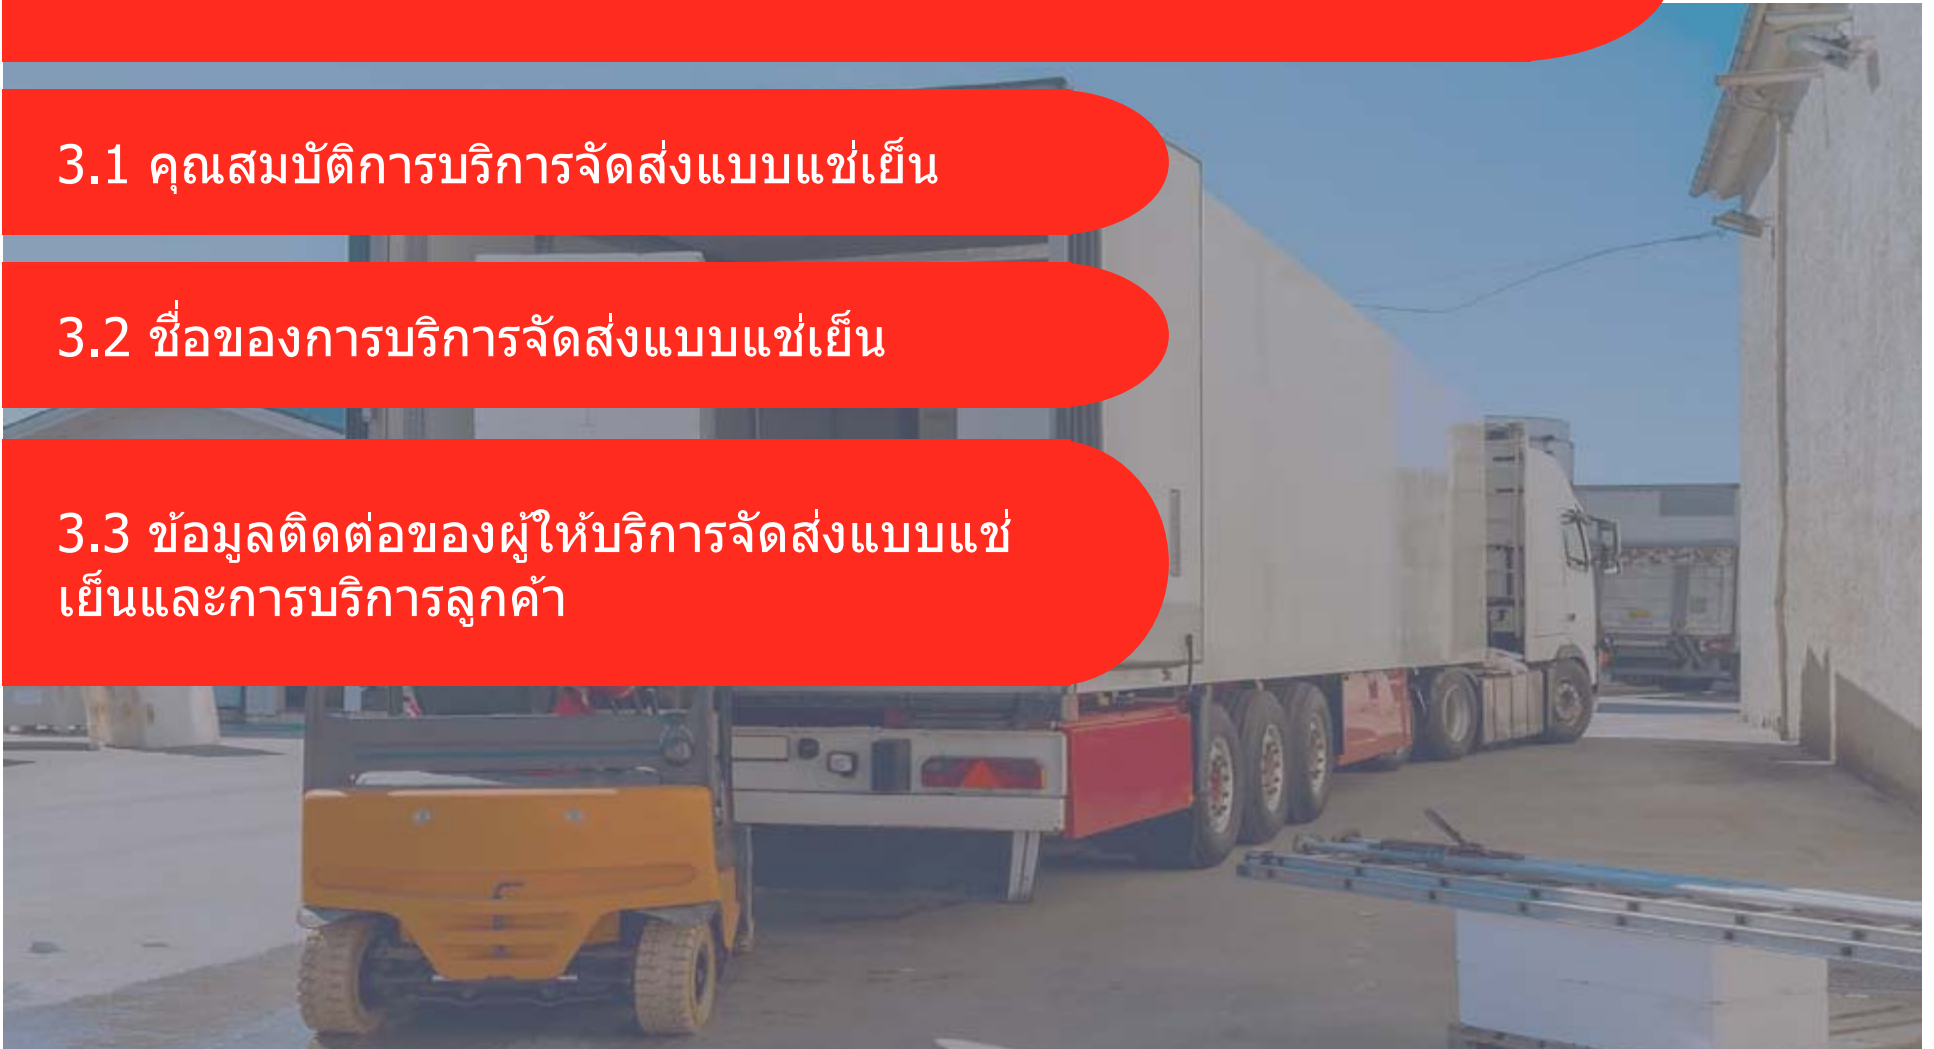 3.1 คุณสมบัติการบริการจัดส่งแบบแช่เย็น
3.2 ชื่อของการบริการจัดส่งแบบแช่เย็น
3.3 ข้อมูลติดต่อของผู้ให้บริการจัดส่งแบบแช่
เย็นและการบริการลูกค้า